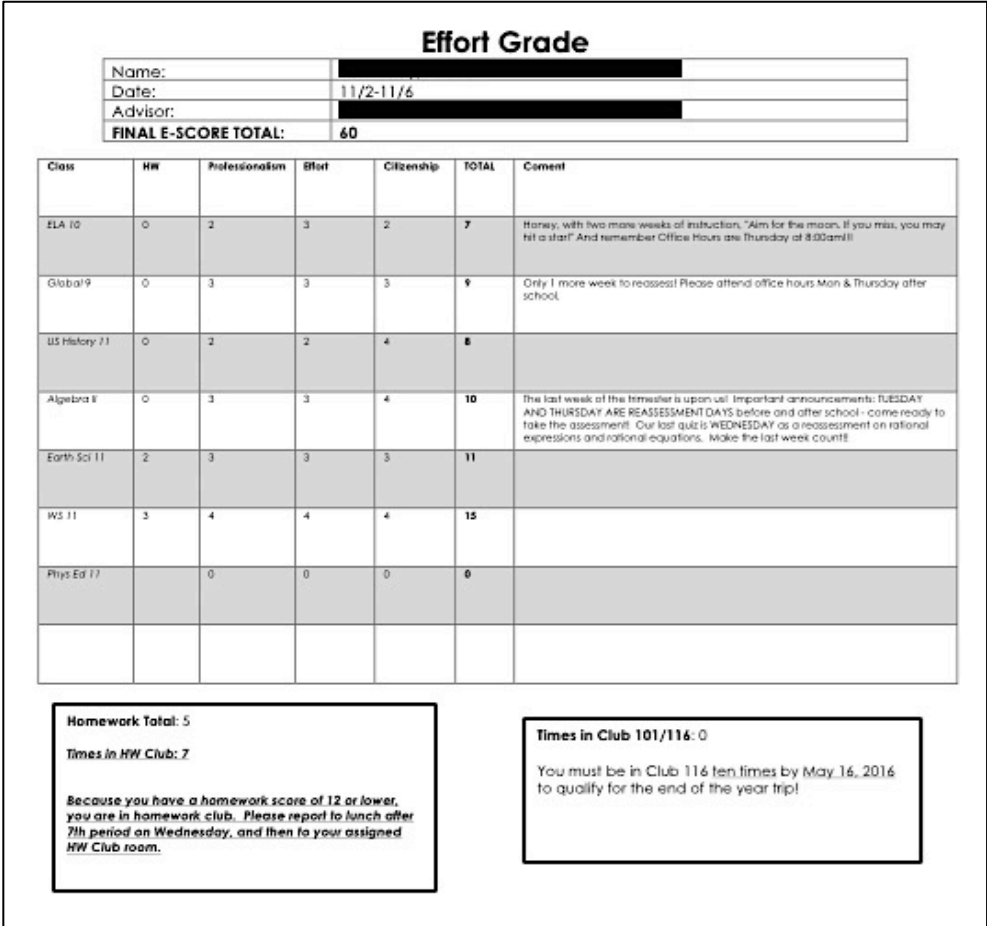 Effort Grade
Name:
Date: 11/2-11/6
Advisor:
FINAL E-SCORE TOTAL: 60
Class HW Professionalism Effort Citizenship TOTAL Coment
ELA 10 0 2 3 2 7 Honey, with two more weeks of instruction, "Aim for the moon. If you miss, you may
hit a star!" And remember Office Hours are Thursday at 8:00am!!!
Global 9 0 3 3 3 9 Only 1 more week to reassess! Please attend office hours Mon & Thursday after
school.
US History 11 0 2 2 4 8
Algebra II 0 3 3 4 10 The last week of the trimester is upon us! Important announcements: TUESDAY
AND THURSDAY ARE REASSESSMENT DAYS before and after school - come ready to
take the assessment! Our last quiz is WEDNESDAY as a reassessment on rational
expressions and rational equations. Make the last week count!!
Earth Sci 11 2 3 3 3 11
WS 11 3 4 4 4 15
Phys Ed 11 0 0 0 0
Homework Total: 5
Times in HW Club: 7
Because you have a homework score of 12 or lower,
you are in homework club. Please report to lunch after
7th period on Wednesday, and then to your assigned
HW Club room.
Times in Club 101/116: 0
You must be in Club 116 ten times by May 16, 2016
to qualify for the end of the year trip!